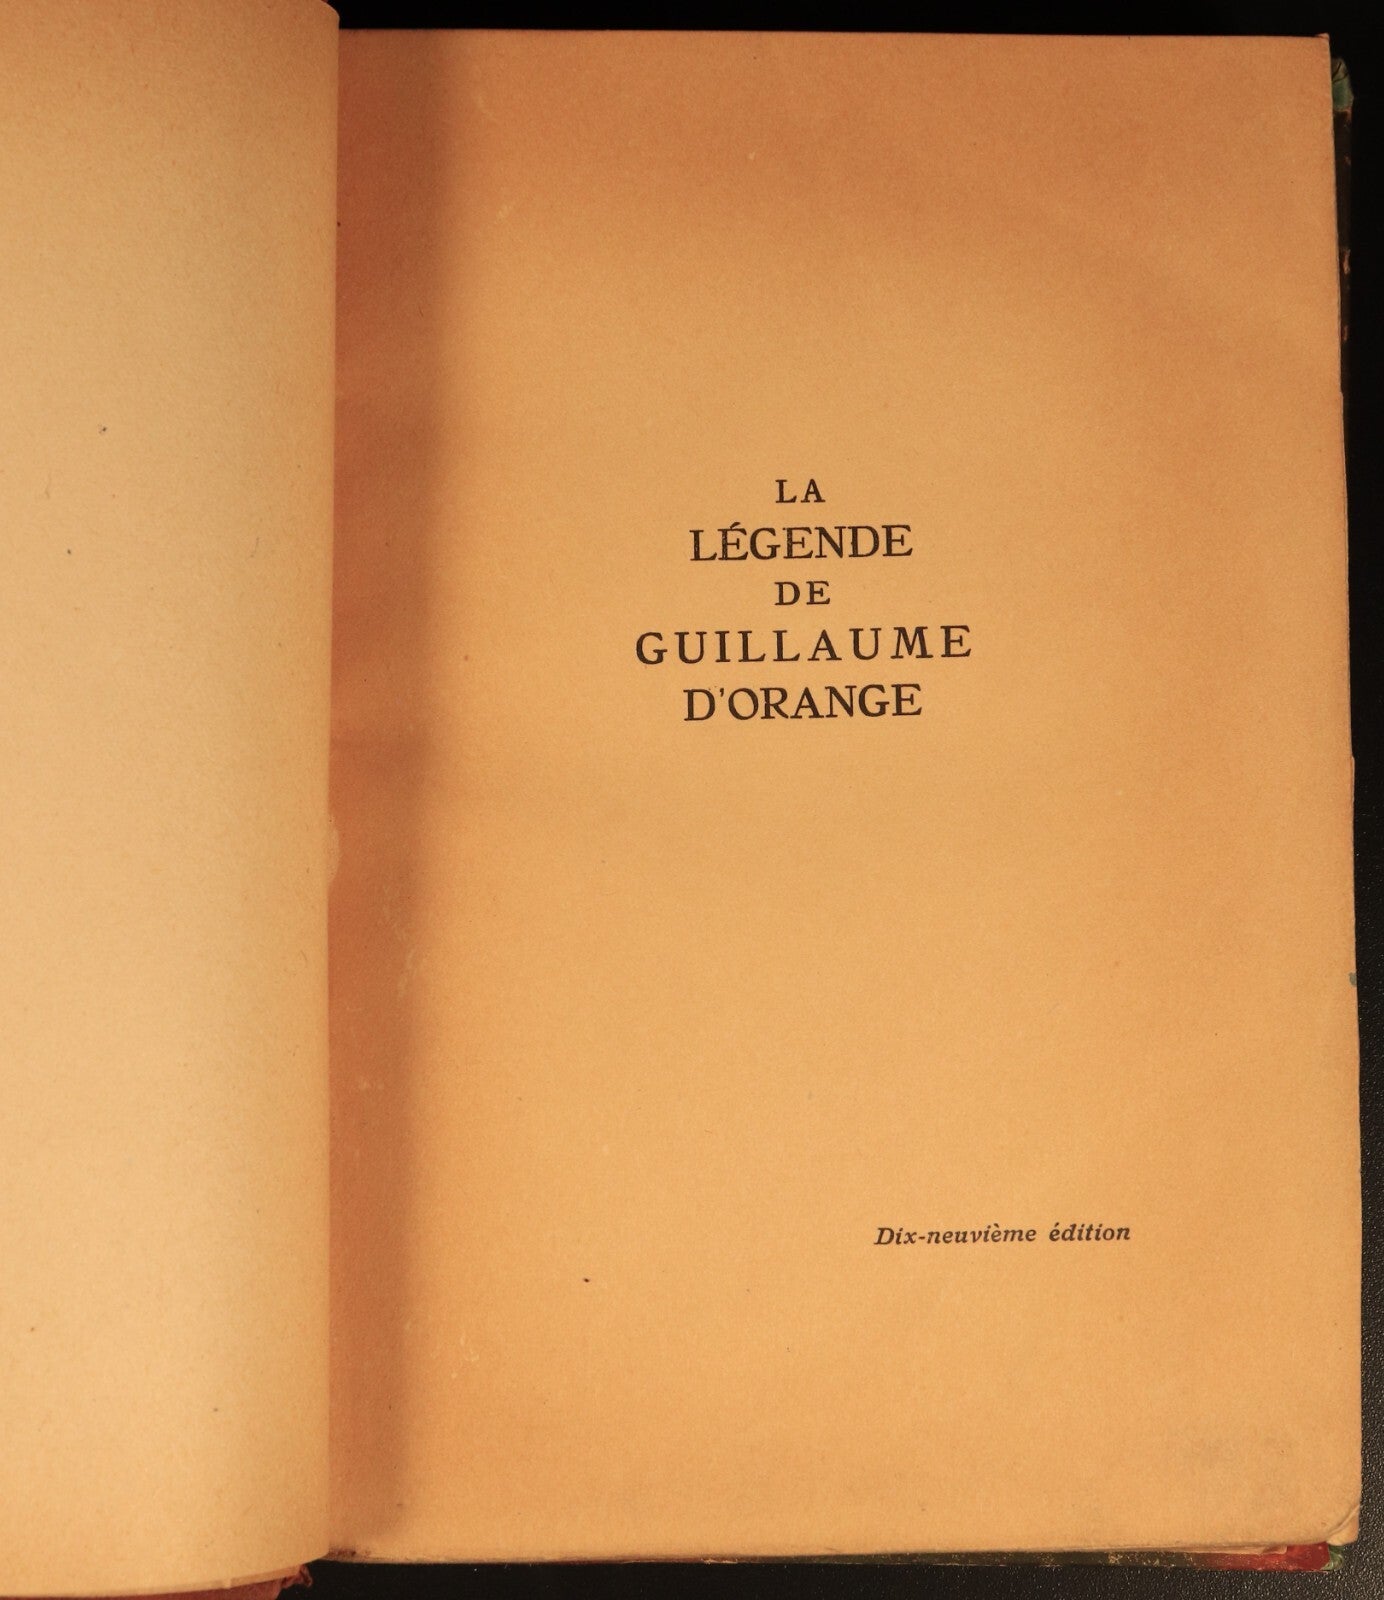 LA
LÉGENDE
DE
GUILLAUME
D'ORANGE
Dix-neuvième édition